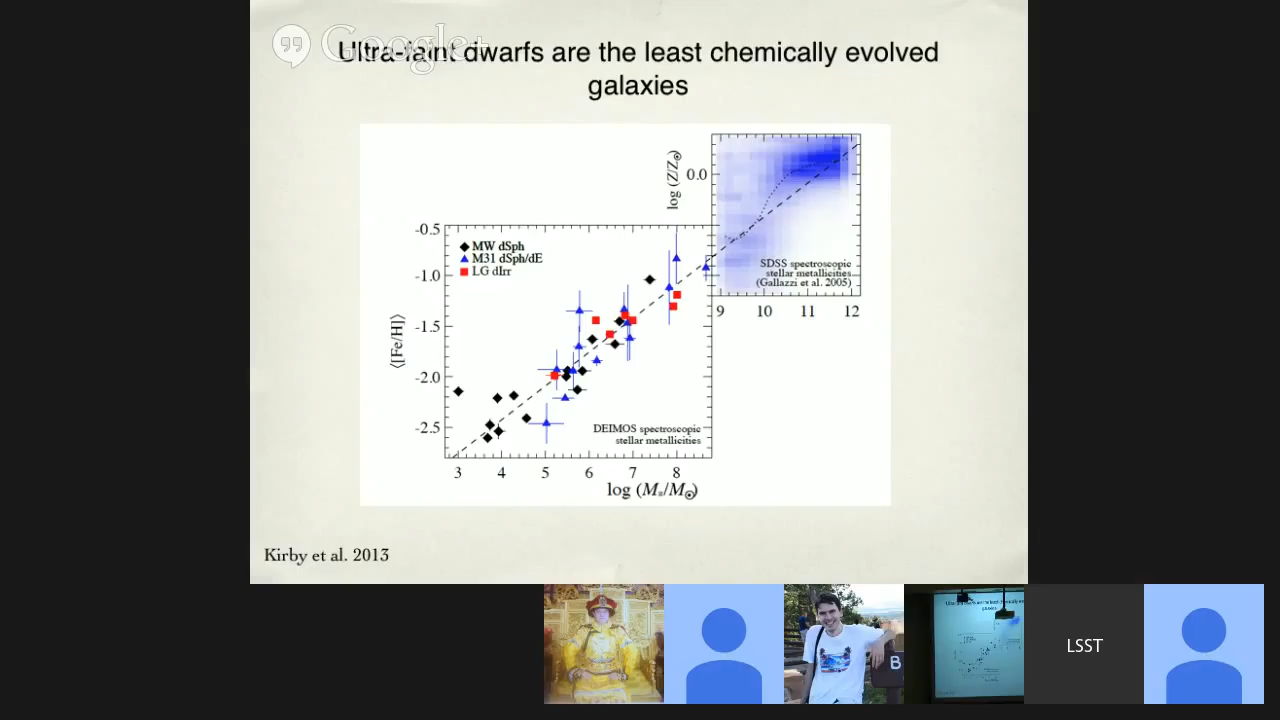 Google+
Ultra-faint dwarfs are the least chemically evolved
galaxies
log (Z/Z☉)
0.0
SDSS spectroscopic
stellar metallicities
(Gallazzi et al. 2005)
9 10 11 12
⟨[Fe/H]⟩
-0.5
-1.0
-1.5
-2.0
-2.5
MW dSph
M31 dSph/dE
LG dIrr
DEIMOS spectroscopic
stellar metallicities
3 4 5 6 7 8
log (M*/M☉)
Kirby et al. 2013
B
LSST